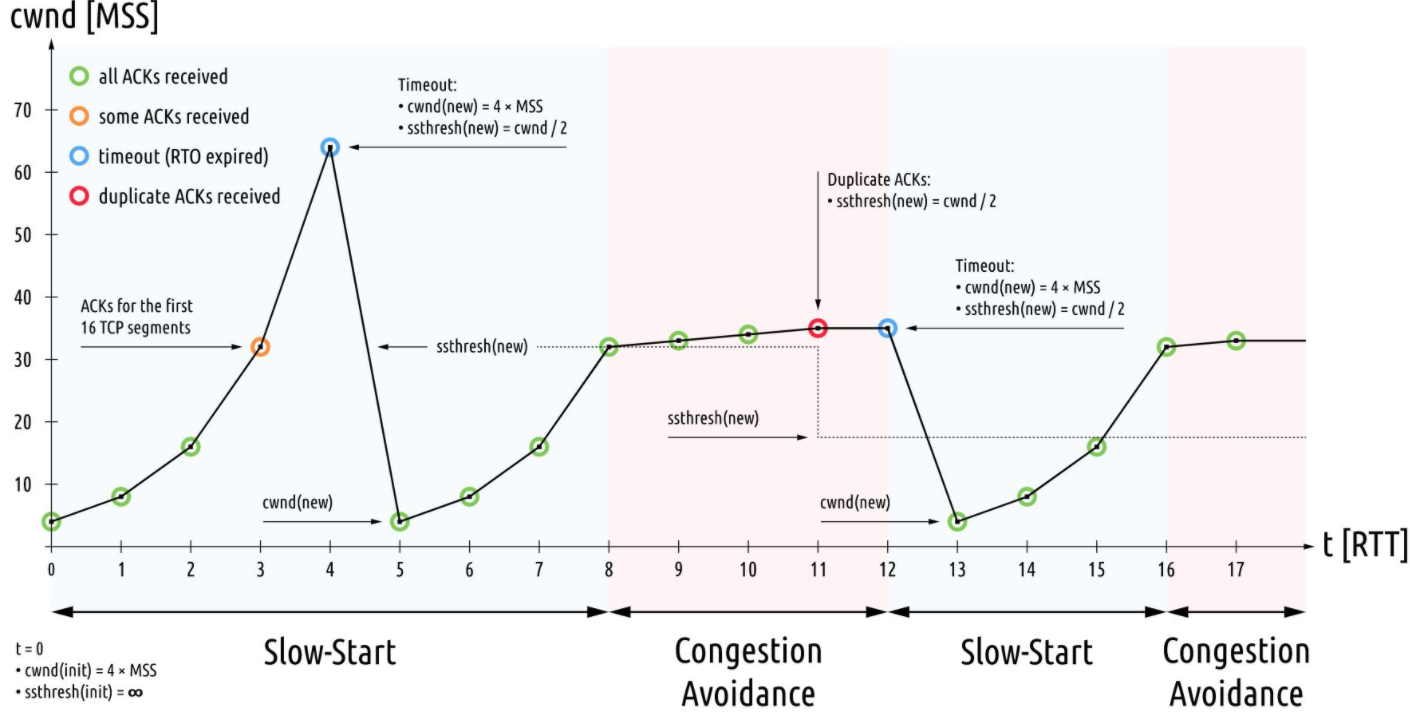 cwnd [MSS]
all ACKs received
some ACKs received
timeout (RTO expired)
duplicate ACKs received
Timeout:
• cwnd(new) = 4 × MSS
• ssthresh(new) = cwnd / 2
Duplicate ACKs:
• ssthresh(new) = cwnd / 2
Timeout:
• cwnd(new) = 4 × MSS
• ssthresh(new) = cwnd / 2
ACKs for the first
16 TCP segments
ssthresh(new)
ssthresh(new)
cwnd(new)
cwnd(new)
70
60
50
40
30
20
10
0 1 2 3 4 5 6 7 8 9 10 11 12 13 14 15 16 17
t [RTT]
Slow-Start
Congestion
Avoidance
Slow-Start
Congestion
Avoidance
t = 0
• cwnd(init) = 4 × MSS
• ssthresh(init) = ∞